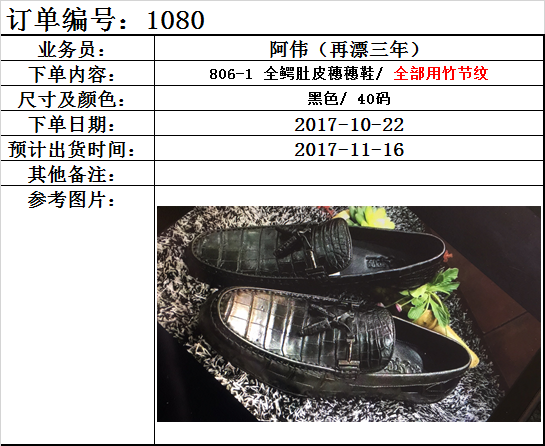 订单编号：1080
业务员： 阿伟（再漂三年）
下单内容： 806-1 全鳄肚皮穗穗鞋/ 全部用竹节纹
尺寸及颜色： 黑色/ 40码
下单日期： 2017-10-22
预计出货时间： 2017-11-16
其他备注：
参考图片：